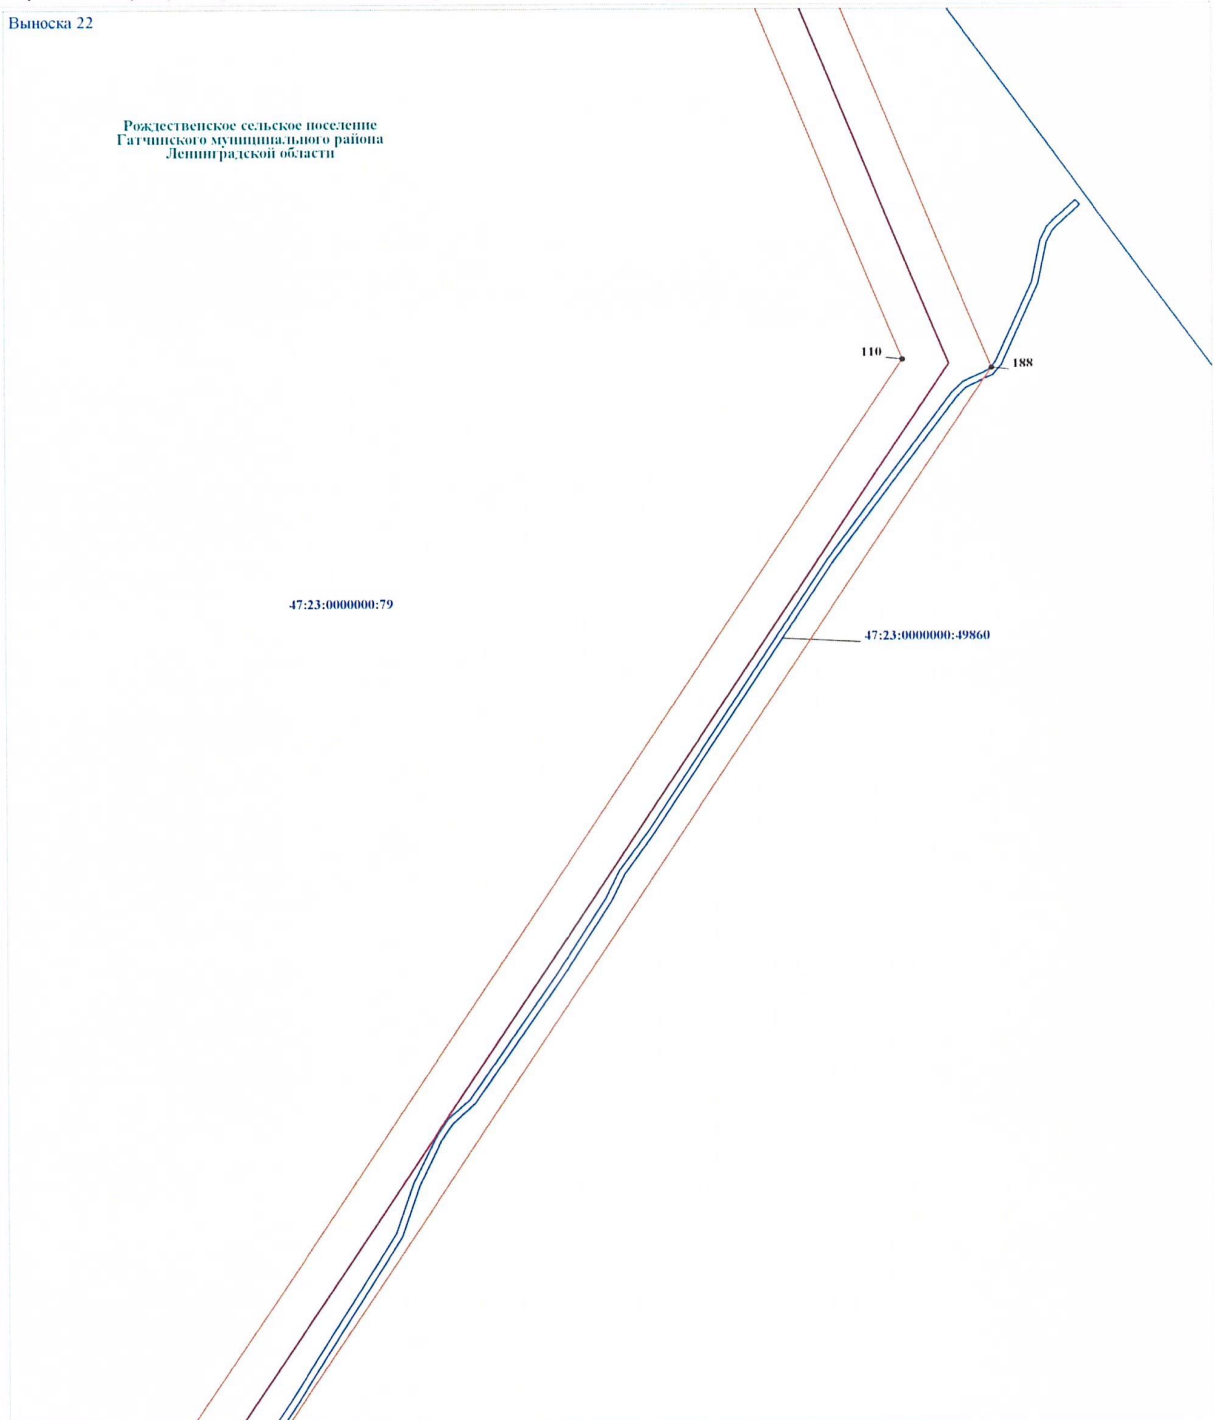 Выноска 22
Рождественское сельское поселение
Гатчинского муниципального района
Ленинградской области
110
188
47:23:0000000:79
47:23:0000000:49860